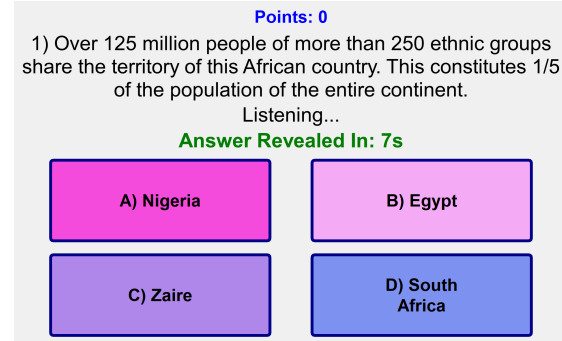 Points: 0
1) Over 125 million people of more than 250 ethnic groups
share the territory of this African country. This constitutes 1/5
of the population of the entire continent.
Listening...
Answer Revealed In: 7s
A) Nigeria
B) Egypt
C) Zaire
D) South
Africa